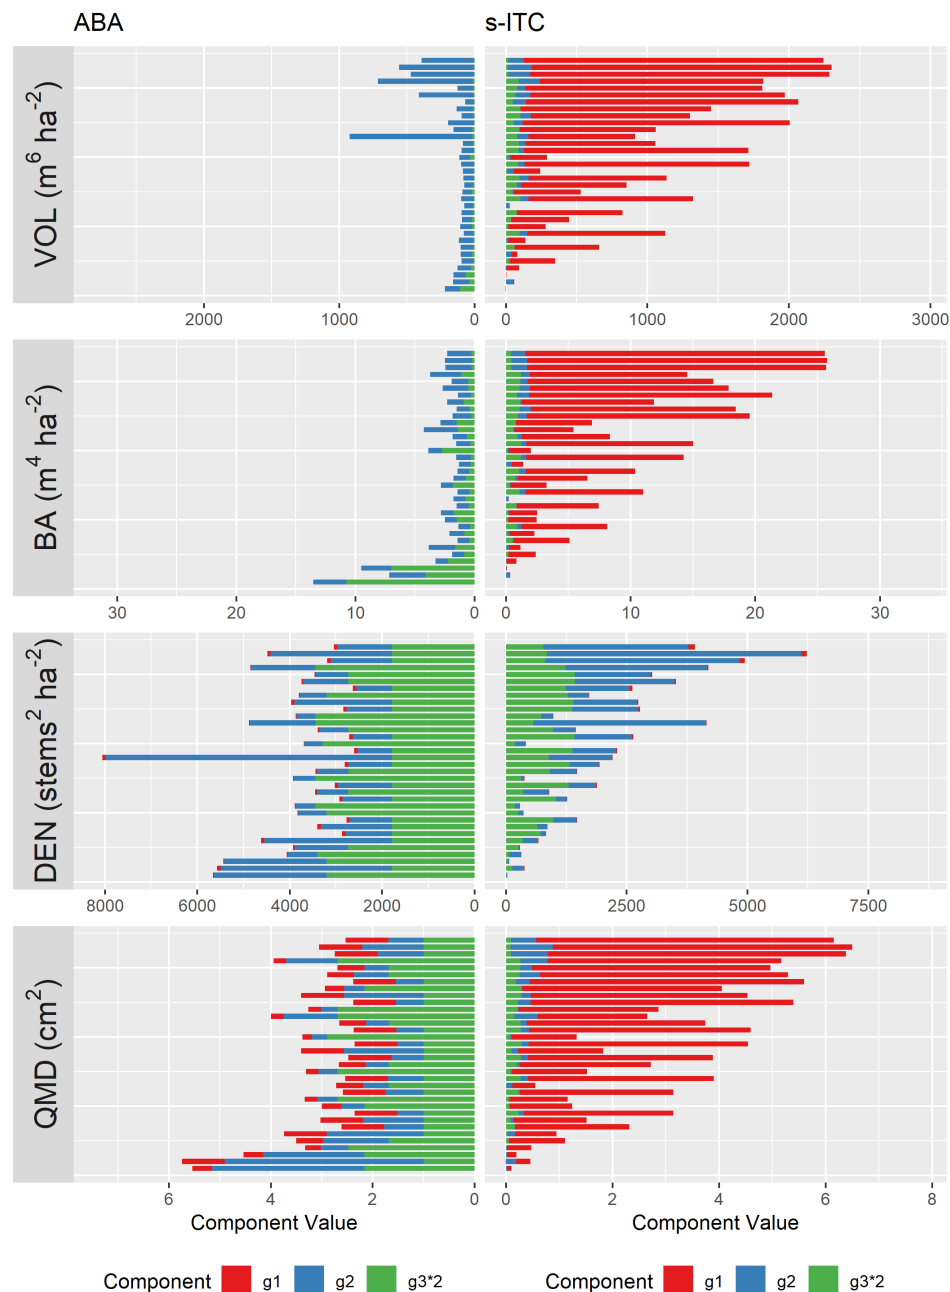 ABA s-ITC
VOL (m⁶ ha⁻²)
2000 1000 0 0 1000 2000 3000
BA (m⁴ ha⁻²)
30 20 10 0 0 10 20 30
DEN (stems² ha⁻²)
8000 6000 4000 2000 0 0 2500 5000 7500
QMD (cm²)
6 4 2 0 0 2 4 6 8
Component Value Component Value
Component g1 g2 g3*2 Component g1 g2 g3*2